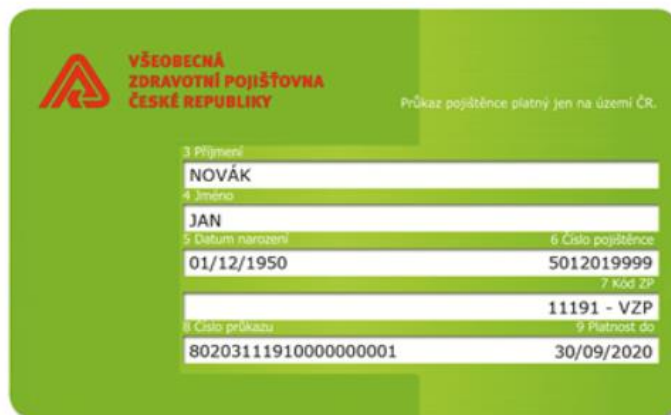 VŠEOBECNÁ
ZDRAVOTNÍ POJIŠŤOVNA
ČESKÉ REPUBLIKY
Průkaz pojištěnce platný jen na území ČR.
3 Příjmení
NOVÁK
4 Jméno
JAN
5 Datum narození 6 Číslo pojištěnce
01/12/1950 5012019999
7 Kód ZP
11191 - VZP
8 Číslo průkazu 9 Platnost do
80203111910000000001 30/09/2020